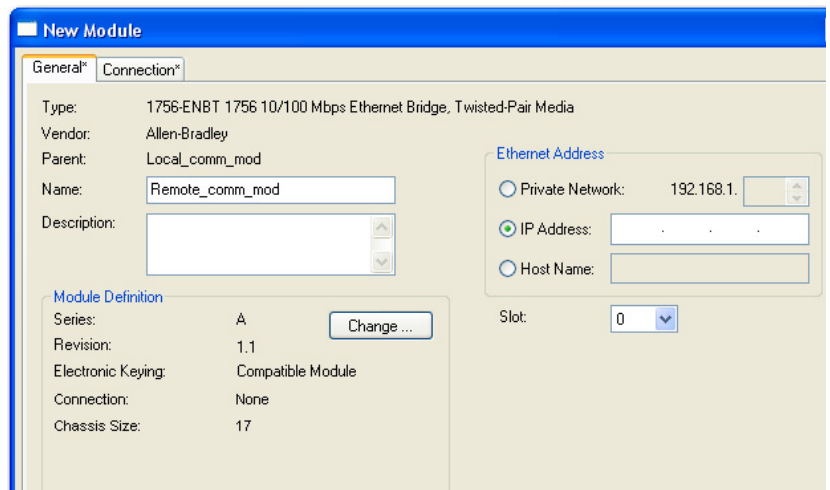 New Module
General* Connection*
Type: 1756-ENBT 1756 10/100 Mbps Ethernet Bridge, Twisted-Pair Media
Vendor: Allen-Bradley
Parent: Local_comm_mod
Name: Remote_comm_mod
Description:
Module Definition
Series: A Change ...
Revision: 1.1
Electronic Keying: Compatible Module
Connection: None
Chassis Size: 17
Ethernet Address
Private Network: 192.168.1.
IP Address: . . .
Host Name:
Slot: 0